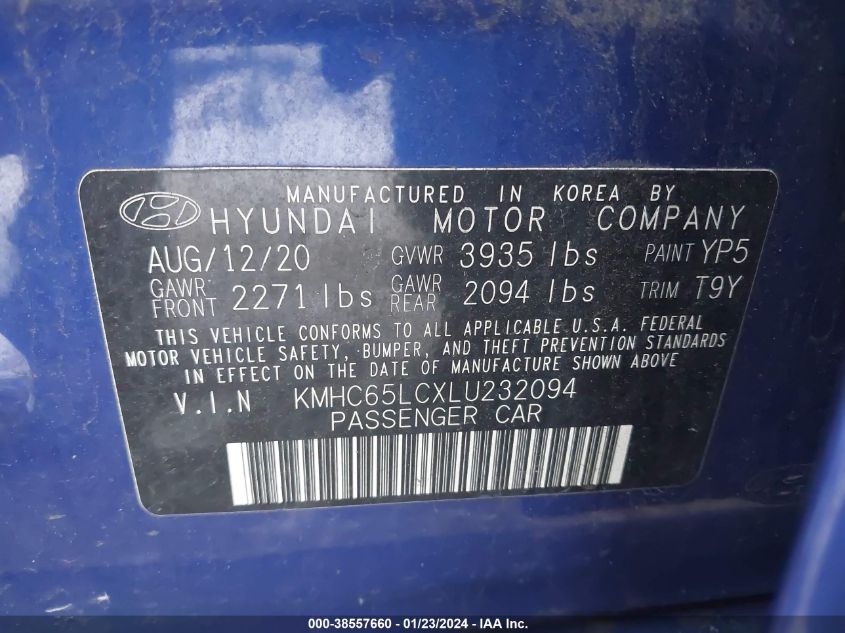 MANUFACTURED IN KOREA BY
HYUNDAI MOTOR COMPANY
AUG/12/20 GVWR 3935 lbs PAINT YP5
GAWR FRONT 2271 lbs GAWR REAR 2094 lbs TRIM T9Y
THIS VEHICLE CONFORMS TO ALL APPLICABLE U.S.A. FEDERAL
MOTOR VEHICLE SAFETY, BUMPER, AND THEFT PREVENTION STANDARDS
IN EFFECT ON THE DATE OF MANUFACTURE SHOWN ABOVE
V.I.N KMHC65LCXLU232094
PASSENGER CAR
000-38557660 - 01/23/2024 - IAA Inc.